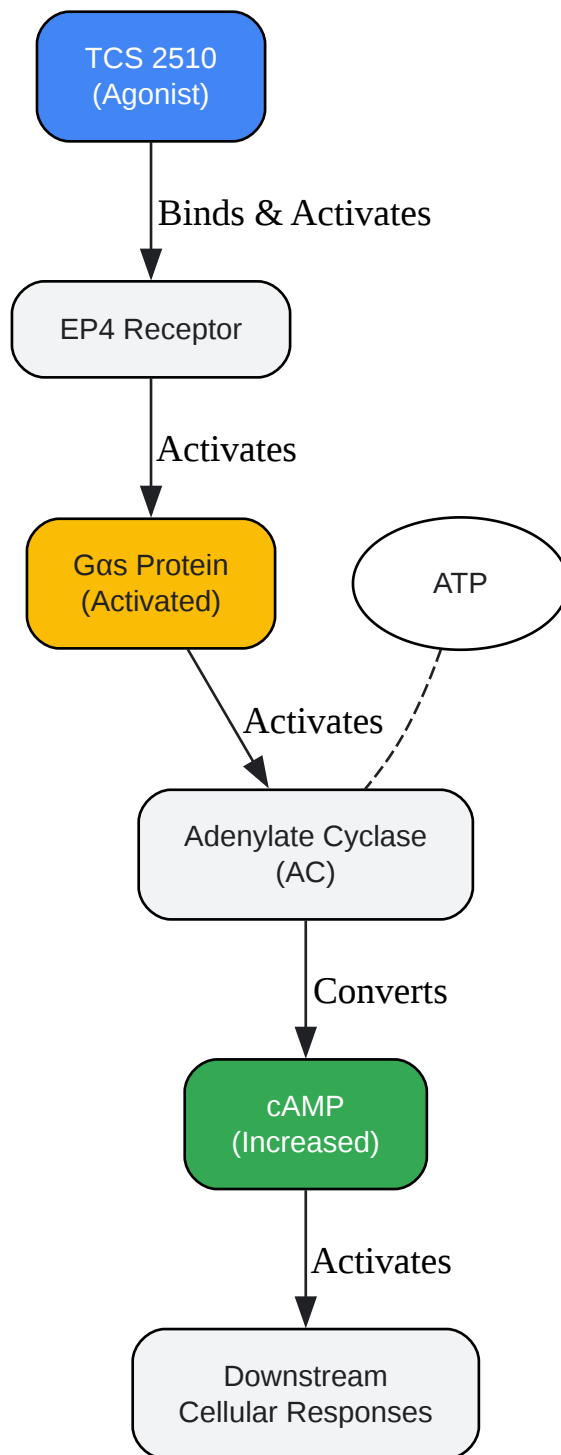 TCS 2510
(Agonist)
Binds & Activates
EP4 Receptor
Activates
Gαs Protein
(Activated)
ATP
Activates
Adenylate Cyclase
(AC)
Converts
cAMP
(Increased)
Activates
Downstream
Cellular Responses